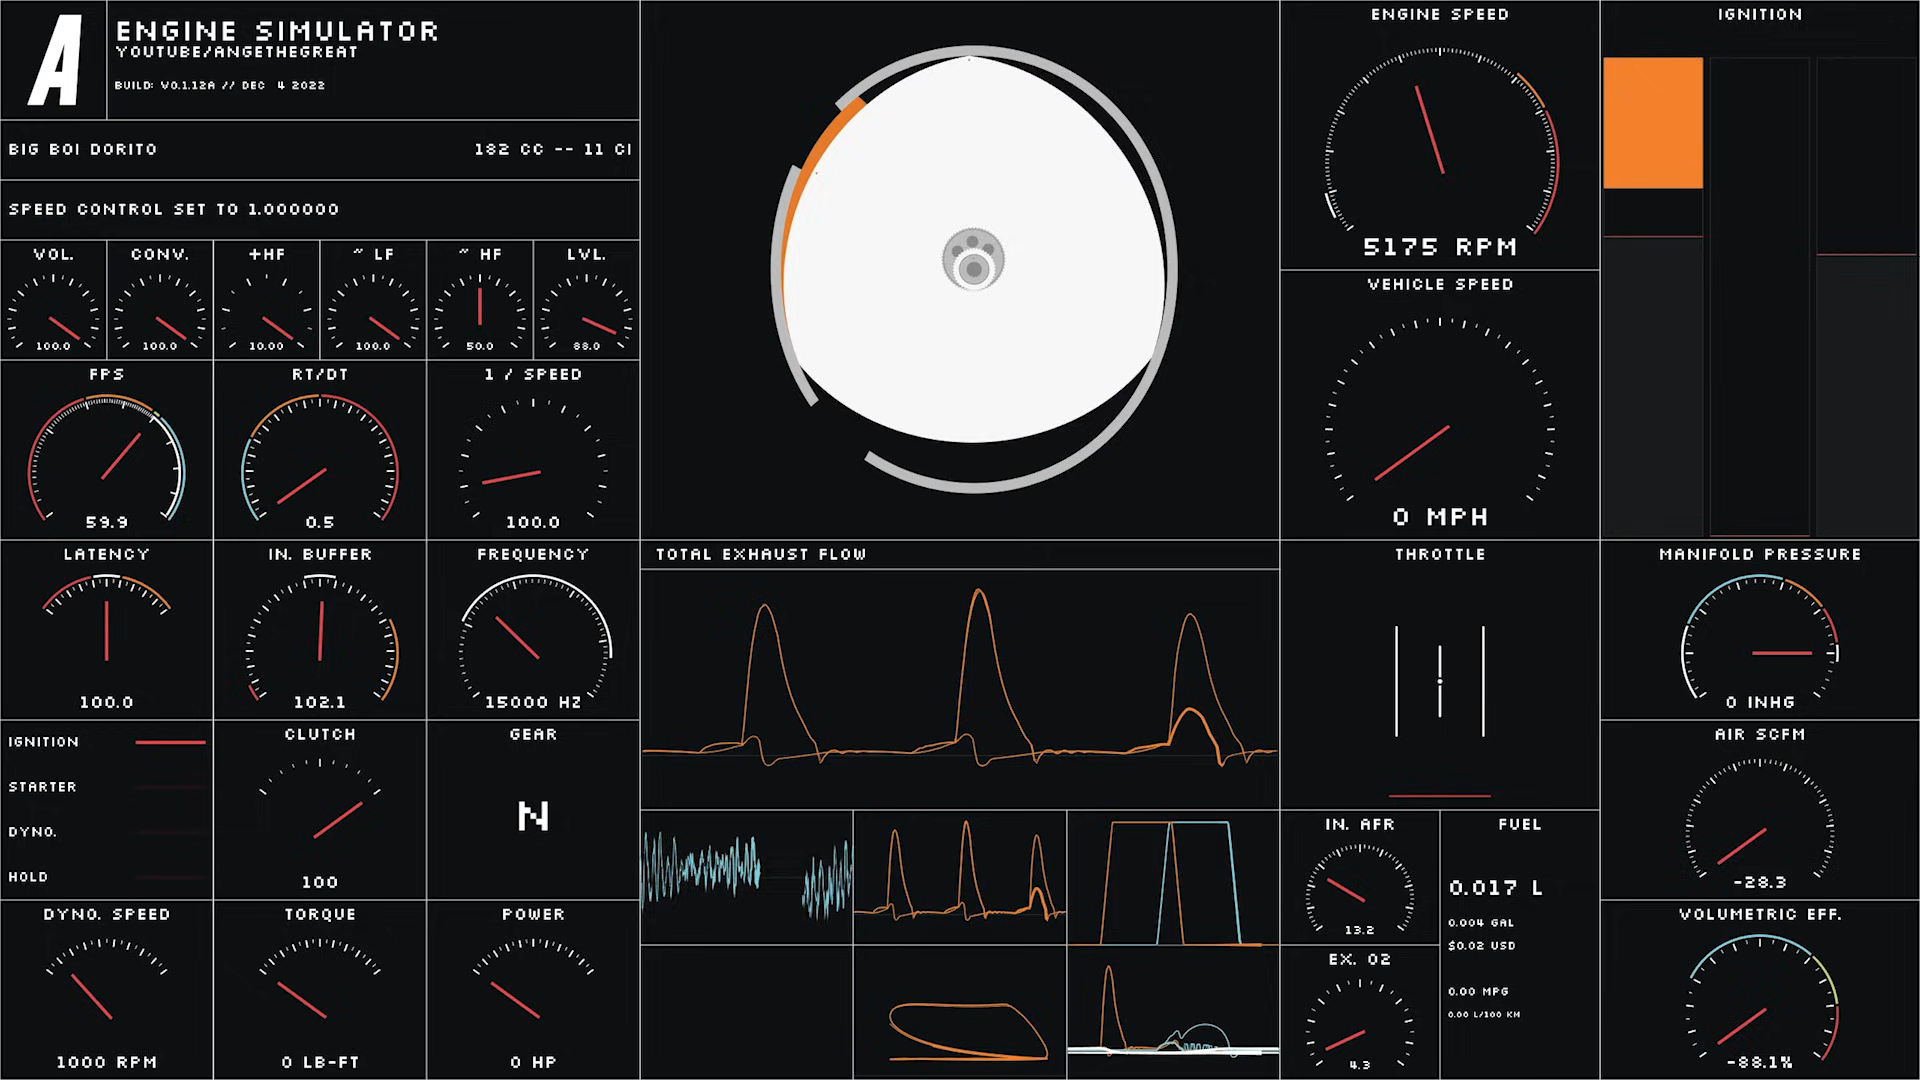 A
ENGINE SIMULATOR
YOUTUBE/ANGETHEGREAT
BUILD: V0.1.12A // DEC 4 2022
BIG BOI DORITO
182 CC -- 11 CI
SPEED CONTROL SET TO 1.000000
VOL.
100.0
CONV.
100.0
+HF
10.00
~ LF
100.0
~ HF
50.0
LVL.
88.0
FPS
59.9
RT/DT
0.5
1 / SPEED
100.0
LATENCY
100.0
IN. BUFFER
102.1
FREQUENCY
15000 HZ
IGNITION
STARTER
DYNO.
HOLD
CLUTCH
100
GEAR
N
DYNO. SPEED
1000 RPM
TORQUE
0 LB-FT
POWER
0 HP
TOTAL EXHAUST FLOW
ENGINE SPEED
5175 RPM
VEHICLE SPEED
0 MPH
THROTTLE
IN. AFR
13.2
EX. O2
4.3
FUEL
0.017 L
0.004 GAL
$0.02 USD
0.00 MPG
0.00 L/100 KM
IGNITION
MANIFOLD PRESSURE
0 INHG
AIR SCFM
-28.3
VOLUMETRIC EFF.
-88.1%